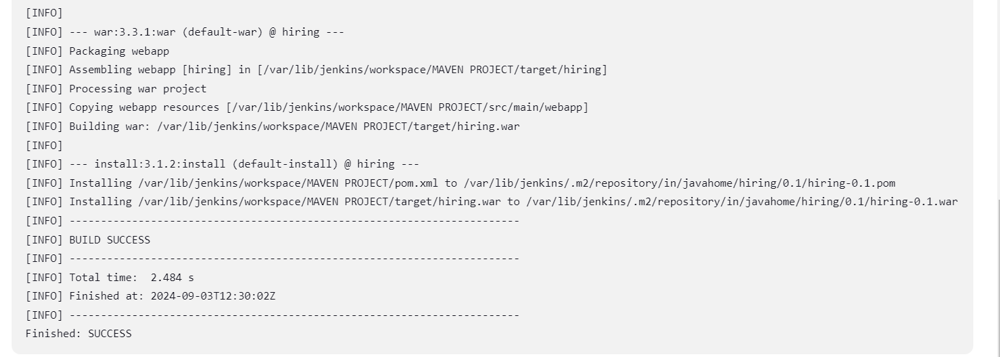 [INFO]
[INFO] --- war:3.3.1:war (default-war) @ hiring ---
[INFO] Packaging webapp
[INFO] Assembling webapp [hiring] in [/var/lib/jenkins/workspace/MAVEN PROJECT/target/hiring]
[INFO] Processing war project
[INFO] Copying webapp resources [/var/lib/jenkins/workspace/MAVEN PROJECT/src/main/webapp]
[INFO] Building war: /var/lib/jenkins/workspace/MAVEN PROJECT/target/hiring.war
[INFO]
[INFO] --- install:3.1.2:install (default-install) @ hiring ---
[INFO] Installing /var/lib/jenkins/workspace/MAVEN PROJECT/pom.xml to /var/lib/jenkins/.m2/repository/in/javahome/hiring/0.1/hiring-0.1.pom
[INFO] Installing /var/lib/jenkins/workspace/MAVEN PROJECT/target/hiring.war to /var/lib/jenkins/.m2/repository/in/javahome/hiring/0.1/hiring-0.1.war
[INFO] ------------------------------------------------------------------------
[INFO] BUILD SUCCESS
[INFO] ------------------------------------------------------------------------
[INFO] Total time:  2.484 s
[INFO] Finished at: 2024-09-03T12:30:02Z
[INFO] ------------------------------------------------------------------------
Finished: SUCCESS